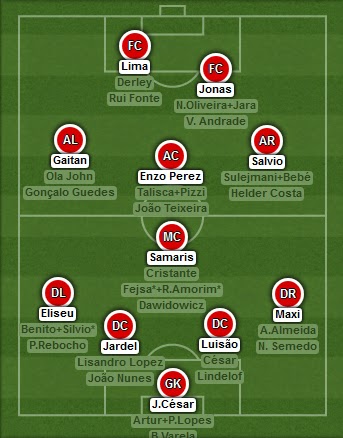 FC
Lima
Derley
Rui Fonte
FC
Jonas
N.Oliveira+Jara
V. Andrade
AL
Gaitan
Ola John
Gonçalo Guedes
AC
Enzo Perez
Talisca+Pizzi
João Teixeira
AR
Salvio
Sulejmani+Bebé
Helder Costa
MC
Samaris
Cristante
Fejsa*+R.Amorim*
Dawidowicz
DL
Eliseu
Benito+Silvio*
P.Rebocho
DC
Jardel
Lisandro Lopez
João Nunes
DC
Luisão
César
Lindelof
DR
Maxi
A.Almeida
N. Semedo
GK
J.César
Artur+P.Lopes
B.Varela